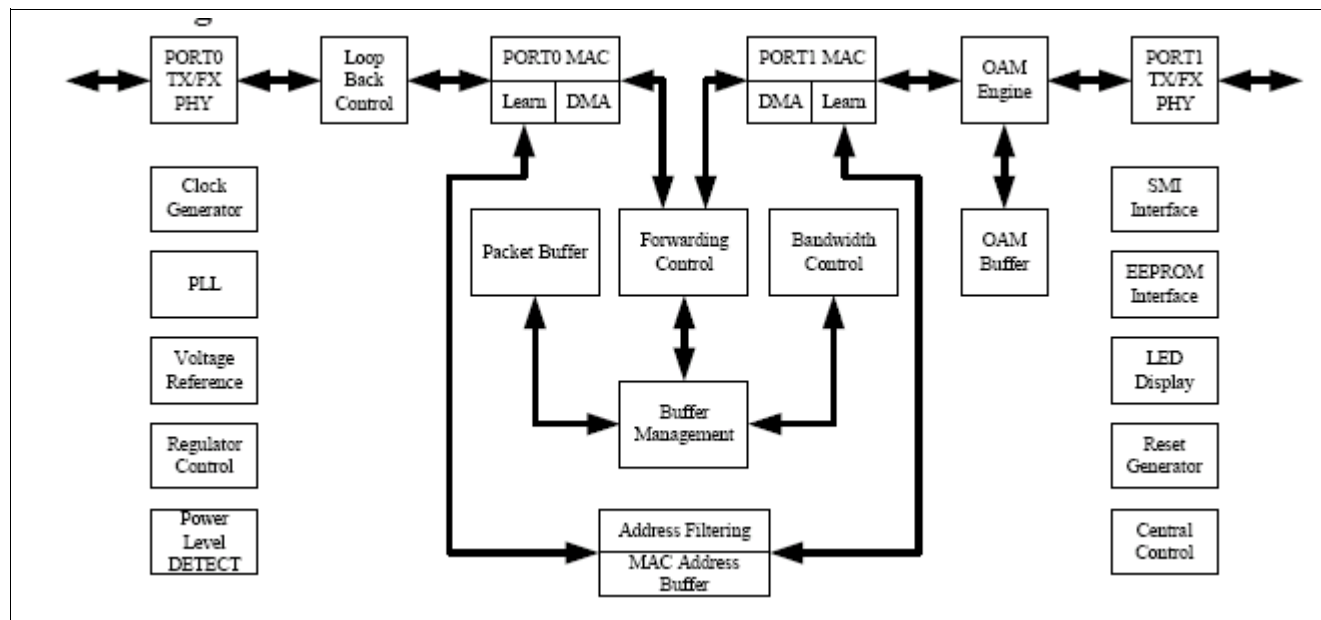 PORT0
TX/FX
PHY
Loop
Back
Control
PORT0 MAC
Learn
DMA
PORT1 MAC
DMA
Learn
OAM
Engine
PORT1
TX/FX
PHY
Clock
Generator
PLL
Voltage
Reference
Regulator
Control
Power
Level
DETECT
Packet Buffer
Forwarding
Control
Bandwidth
Control
OAM
Buffer
Buffer
Management
Address Filtering
MAC Address
Buffer
SMI
Interface
EEPROM
Interface
LED
Display
Reset
Generator
Central
Control